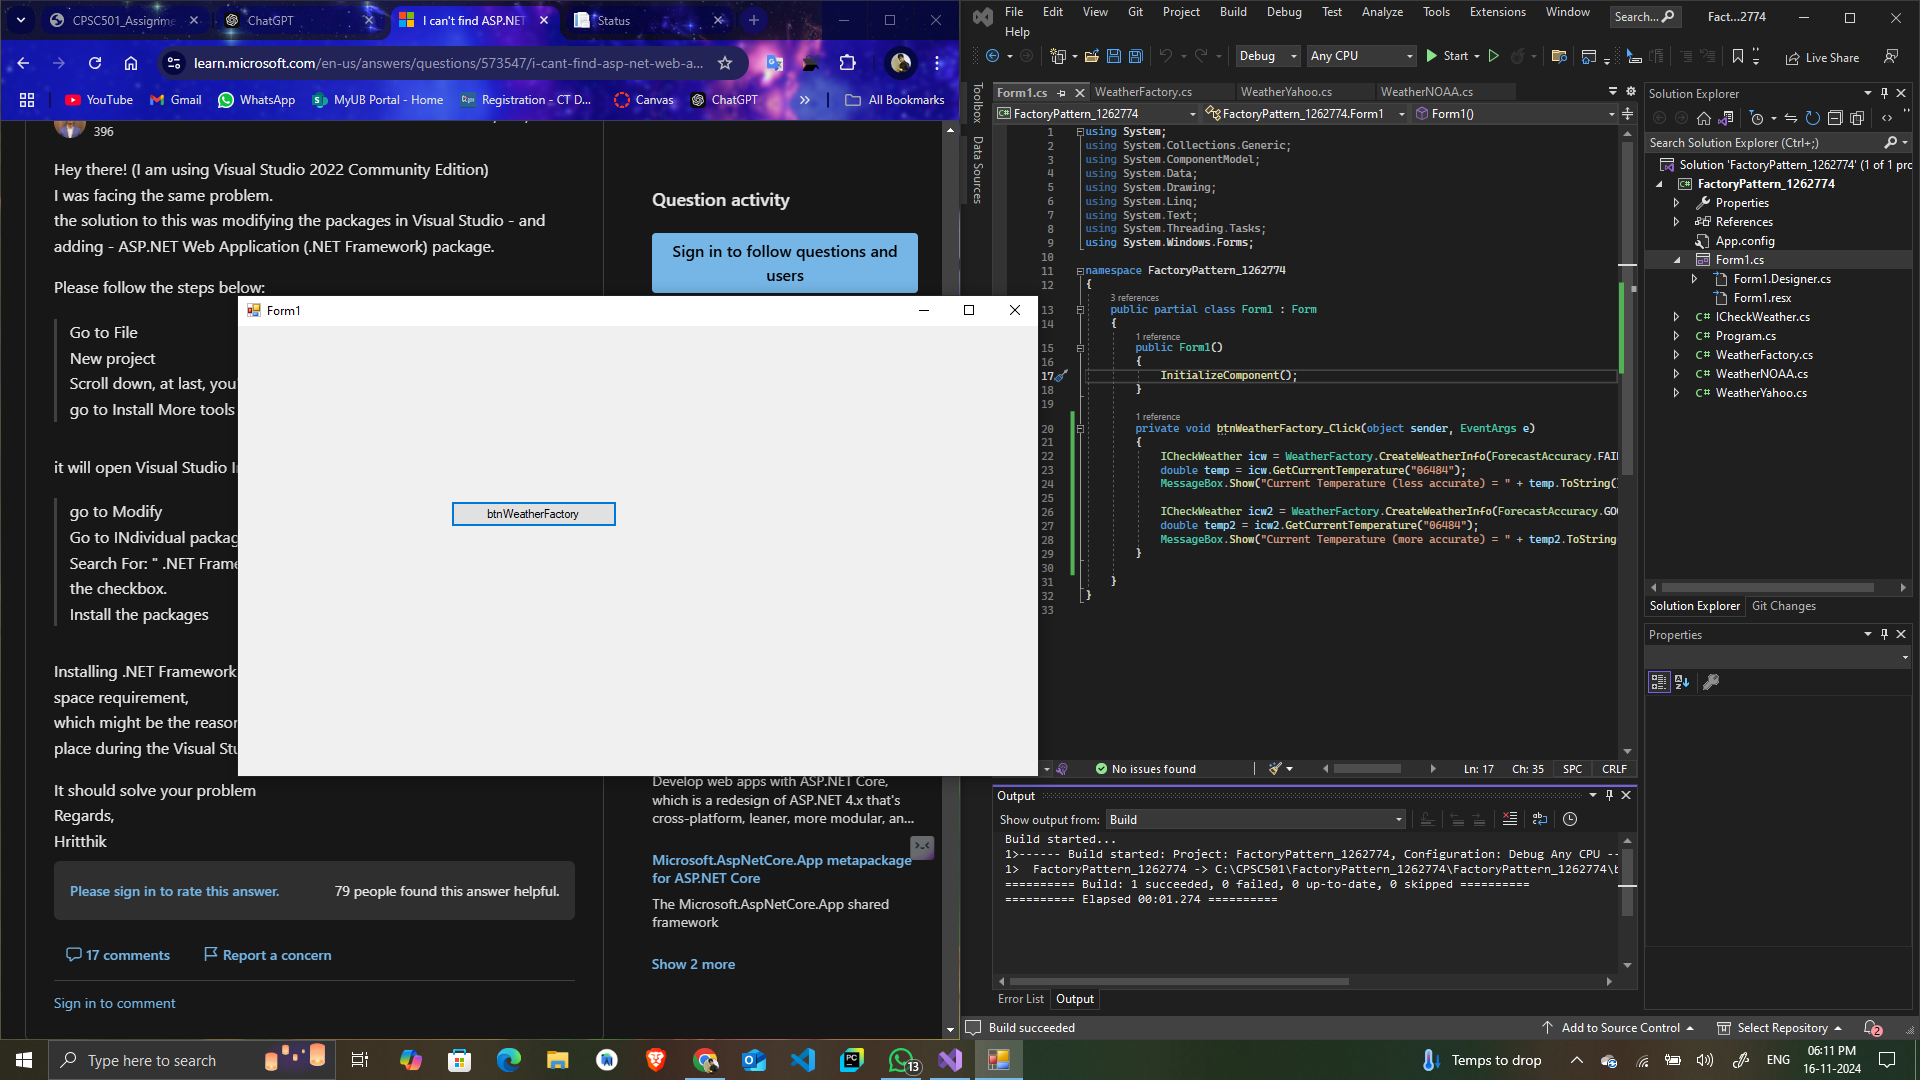 CPSC501_Assignme
ChatGPT
I can't find ASP.NET
Status
learn.microsoft.com/en-us/answers/questions/573547/i-cant-find-asp-net-web-a...
YouTube
Gmail
WhatsApp
MyUB Portal - Home
Registration - CT D...
Canvas
ChatGPT
All Bookmarks
396
Hey there! (I am using Visual Studio 2022 Community Edition)
I was facing the same problem.
the solution to this was modifying the packages in Visual Studio - and
adding - ASP.NET Web Application (.NET Framework) package.
Please follow the steps below:
Go to File
New project
Scroll down, at last, you
go to Install More tools
it will open Visual Studio I
go to Modify
Go to INdividual packag
Search For: " .NET Frame
the checkbox.
Install the packages
Installing .NET Framework
space requirement,
which might be the reason
place during the Visual Stu
It should solve your problem
Regards,
Hritthik
Please sign in to rate this answer.
79 people found this answer helpful.
17 comments
Report a concern
Sign in to comment
Question activity
Sign in to follow questions and
users
Develop web apps with ASP.NET Core,
which is a redesign of ASP.NET 4.x that's
cross-platform, leaner, more modular, an...
Microsoft.AspNetCore.App metapackage
for ASP.NET Core
The Microsoft.AspNetCore.App shared
framework
Show 2 more
Form1
btnWeatherFactory
File Edit View Git Project Build Debug Test Analyze Tools Extensions Window
Help
Search...
Fact...2774
Debug
Any CPU
Start
Live Share
Toolbox
Data Sources
Form1.cs
WeatherFactory.cs
WeatherYahoo.cs
WeatherNOAA.cs
FactoryPattern_1262774
FactoryPattern_1262774.Form1
Form1()
1 using System;
2 using System.Collections.Generic;
3 using System.ComponentModel;
4 using System.Data;
5 using System.Drawing;
6 using System.Linq;
7 using System.Text;
8 using System.Threading.Tasks;
9 using System.Windows.Forms;
10
11 namespace FactoryPattern_1262774
12 {
3 references
13 public partial class Form1 : Form
14 {
1 reference
15 public Form1()
16 {
17 InitializeComponent();
18 }
19
1 reference
20 private void btnWeatherFactory_Click(object sender, EventArgs e)
21 {
22 ICheckWeather icw = WeatherFactory.CreateWeatherInfo(ForecastAccuracy.FAI
23 double temp = icw.GetCurrentTemperature("06484");
24 MessageBox.Show("Current Temperature (less accurate) = " + temp.ToString(
25
26 ICheckWeather icw2 = WeatherFactory.CreateWeatherInfo(ForecastAccuracy.GO
27 double temp2 = icw2.GetCurrentTemperature("06484");
28 MessageBox.Show("Current Temperature (more accurate) = " + temp2.ToString
29 }
30
31 }
32 }
33
No issues found
Ln: 17
Ch: 35
SPC
CRLF
Output
Show output from:
Build
Build started...
1>------ Build started: Project: FactoryPattern_1262774, Configuration: Debug Any CPU --
1> FactoryPattern_1262774 -> C:\CPSC501\FactoryPattern_1262774\FactoryPattern_1262774\b
========== Build: 1 succeeded, 0 failed, 0 up-to-date, 0 skipped ==========
========== Elapsed 00:01.274 ==========
Error List
Output
Solution Explorer
Search Solution Explorer (Ctrl+;)
Solution 'FactoryPattern_1262774' (1 of 1 pro
FactoryPattern_1262774
Properties
References
App.config
Form1.cs
Form1.Designer.cs
Form1.resx
C# ICheckWeather.cs
C# Program.cs
C# WeatherFactory.cs
C# WeatherNOAA.cs
C# WeatherYahoo.cs
Solution Explorer
Git Changes
Properties
Build succeeded
Add to Source Control
Select Repository
2
Type here to search
13
Temps to drop
ENG
06:11 PM
16-11-2024